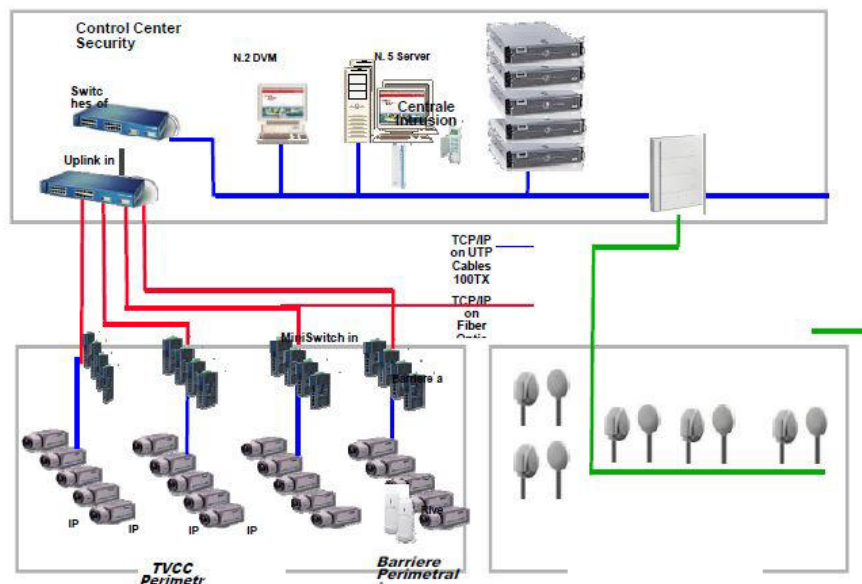 Control Center
Security
N.2 DVM
N. 5 Server
Switc
hes of
Centrale
Intrusion
Uplink in
TCP/IP
on UTP
Cables
100TX
TCP/IP
on
Fiber
Optic
MiniSwitch in
Barriere a
Rive
IP
IP
IP
IP
TVCC
Perimetr
Barriere
Perimetral